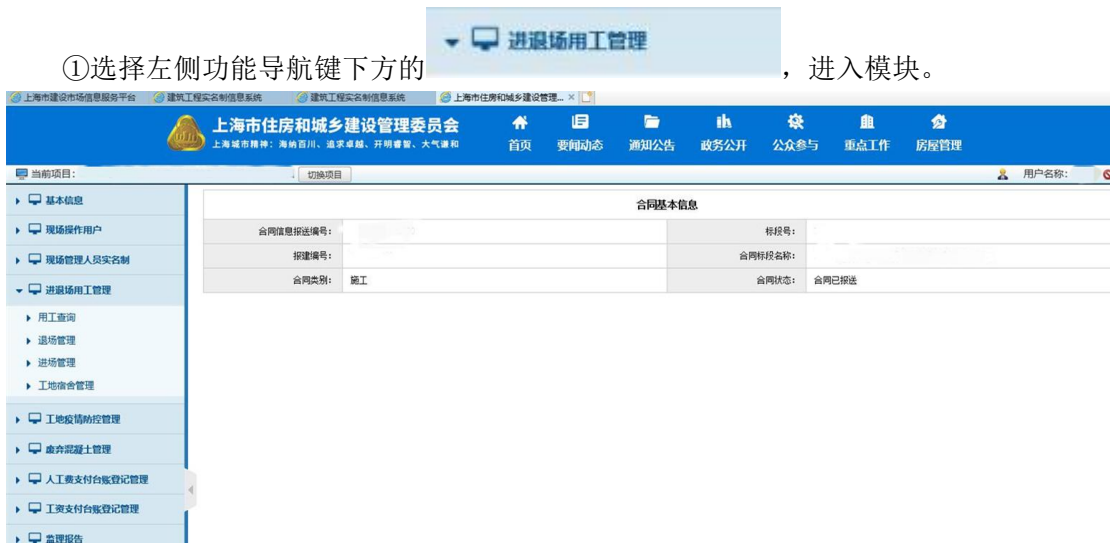 进退场用工管理
①选择左侧功能导航键下方的 ，进入模块。
上海市建设市场信息服务平台 建筑工程实名制信息系统 建筑工程实名制信息系统 上海市住房和城乡建设管理... ×
上海市住房和城乡建设管理委员会
上海城市精神：海纳百川、追求卓越、开明睿智、大气谦和
首页 要闻动态 通知公告 政务公开 公众参与 重点工作 房屋管理
当前项目： 切换项目 用户名称：
基本信息
现场操作用户
现场管理人员实名制
进退场用工管理
用工查询
退场管理
进场管理
工地宿舍管理
工地疫情防控管理
废弃混凝土管理
人工费支付台账登记管理
工资支付台账登记管理
监理报告
合同基本信息
合同信息报送编号： 标段号：
报建编号： 合同标段名称：
合同类别： 施工 合同状态： 合同已报送